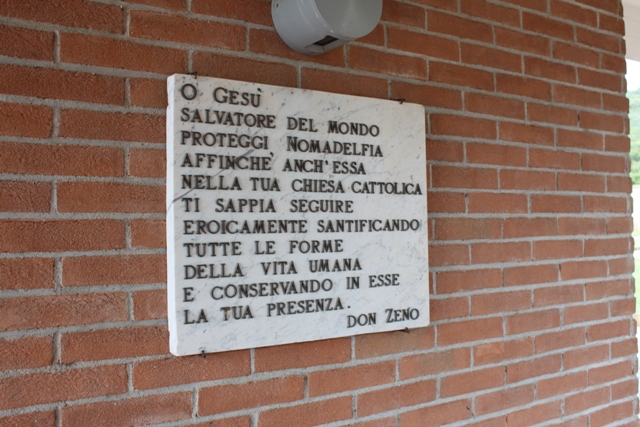 O GESÙ
SALVATORE DEL MONDO
PROTEGGI NOMADELFIA
AFFINCHÈ ANCH'ESSA
NELLA TUA CHIESA CATTOLICA
TI SAPPIA SEGUIRE
EROICAMENTE SANTIFICANDO
TUTTE LE FORME
DELLA VITA UMANA
E CONSERVANDO IN ESSE
LA TUA PRESENZA.
DON ZENO